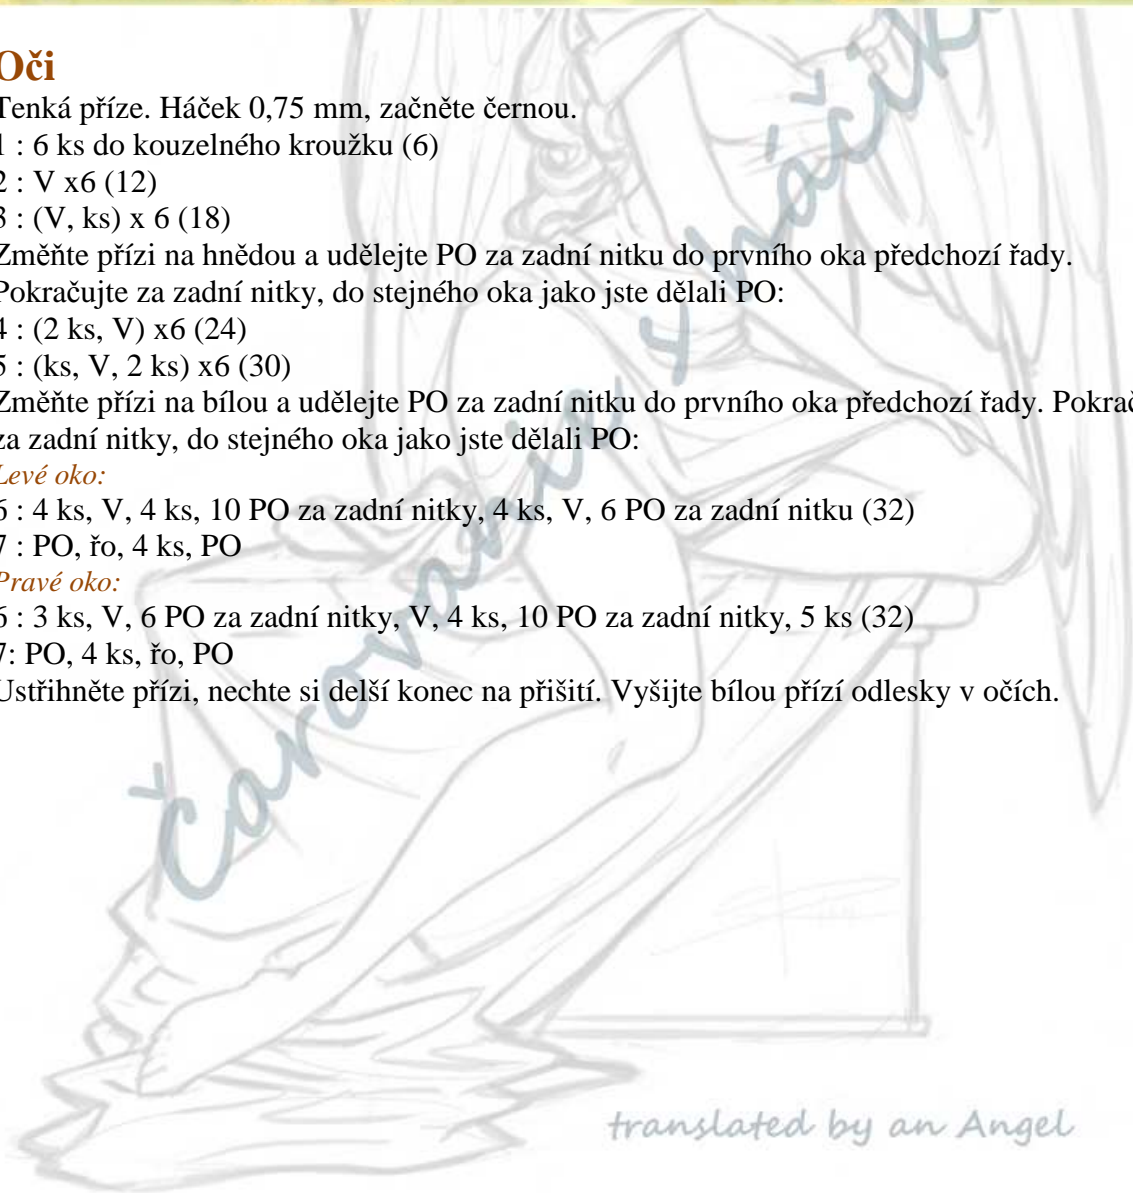 Oči
Tenká příze. Háček 0,75 mm, začněte černou.
1 : 6 ks do kouzelného kroužku (6)
2 : V x6 (12)
3 : (V, ks) x 6 (18)
Změňte přízi na hnědou a udělejte PO za zadní nitku do prvního oka předchozí řady.
Pokračujte za zadní nitky, do stejného oka jako jste dělali PO:
4 : (2 ks, V) x6 (24)
5 : (ks, V, 2 ks) x6 (30)
Změňte přízi na bílou a udělejte PO za zadní nitku do prvního oka předchozí řady. Pokrač
za zadní nitky, do stejného oka jako jste dělali PO:
Levé oko:
6 : 4 ks, V, 4 ks, 10 PO za zadní nitky, 4 ks, V, 6 PO za zadní nitku (32)
7 : PO, řo, 4 ks, PO
Pravé oko:
6 : 3 ks, V, 6 PO za zadní nitky, V, 4 ks, 10 PO za zadní nitky, 5 ks (32)
7: PO, 4 ks, řo, PO
Ustřihněte přízi, nechte si delší konec na přišití. Vyšijte bílou přízí odlesky v očích.
Čarovanie s háčik
translated by an Angel